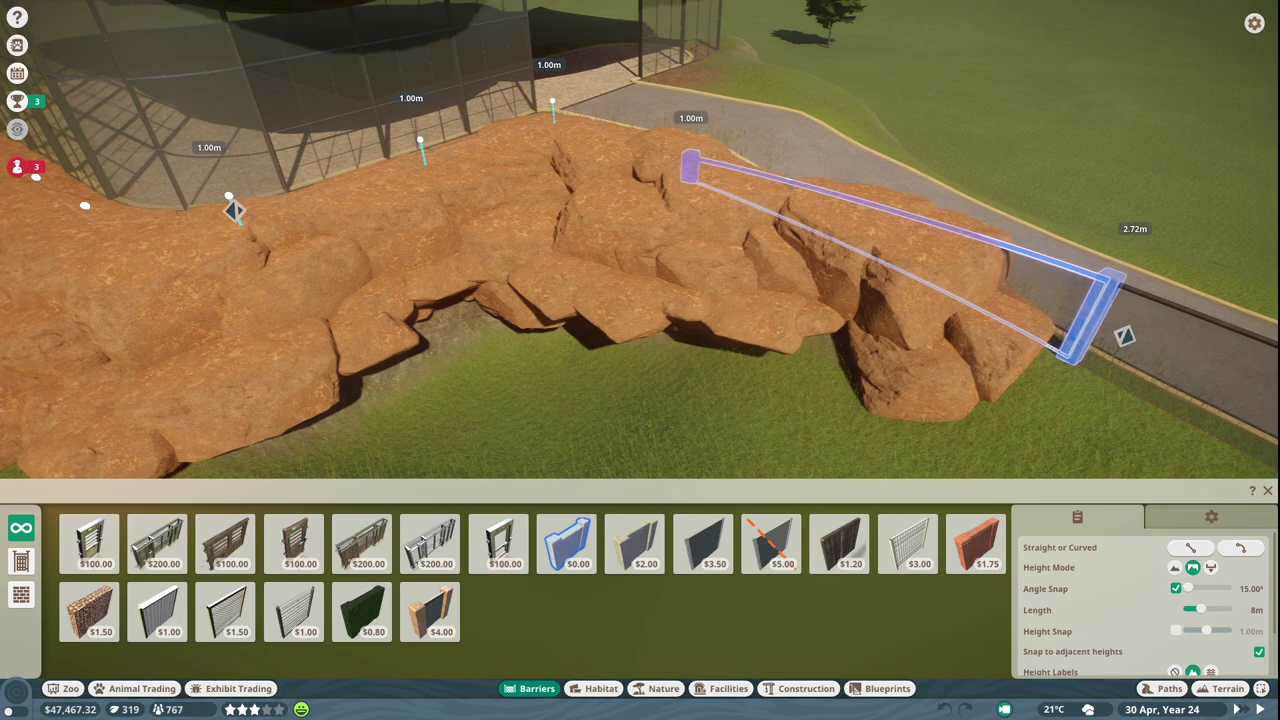 ?
1.00m
1.00m
1.00m
3
1.00m
3
2.72m
? ✕
$100.00 $200.00 $100.00 $100.00 $200.00 $200.00 $100.00 $0.00 $2.00 $3.50 $5.00 $1.20 $3.00 $1.75
Straight or Curved
Height Mode
Angle Snap 15.00°
$1.50 $1.00 $1.50 $1.00 $0.80 $4.00
Length 8m
Height Snap 1.00m
Snap to adjacent heights
Height Labels
Zoo Animal Trading Exhibit Trading Barriers Habitat Nature Facilities Construction Blueprints Paths Terrain
$47,467.32 319 767 21°C 30 Apr, Year 24